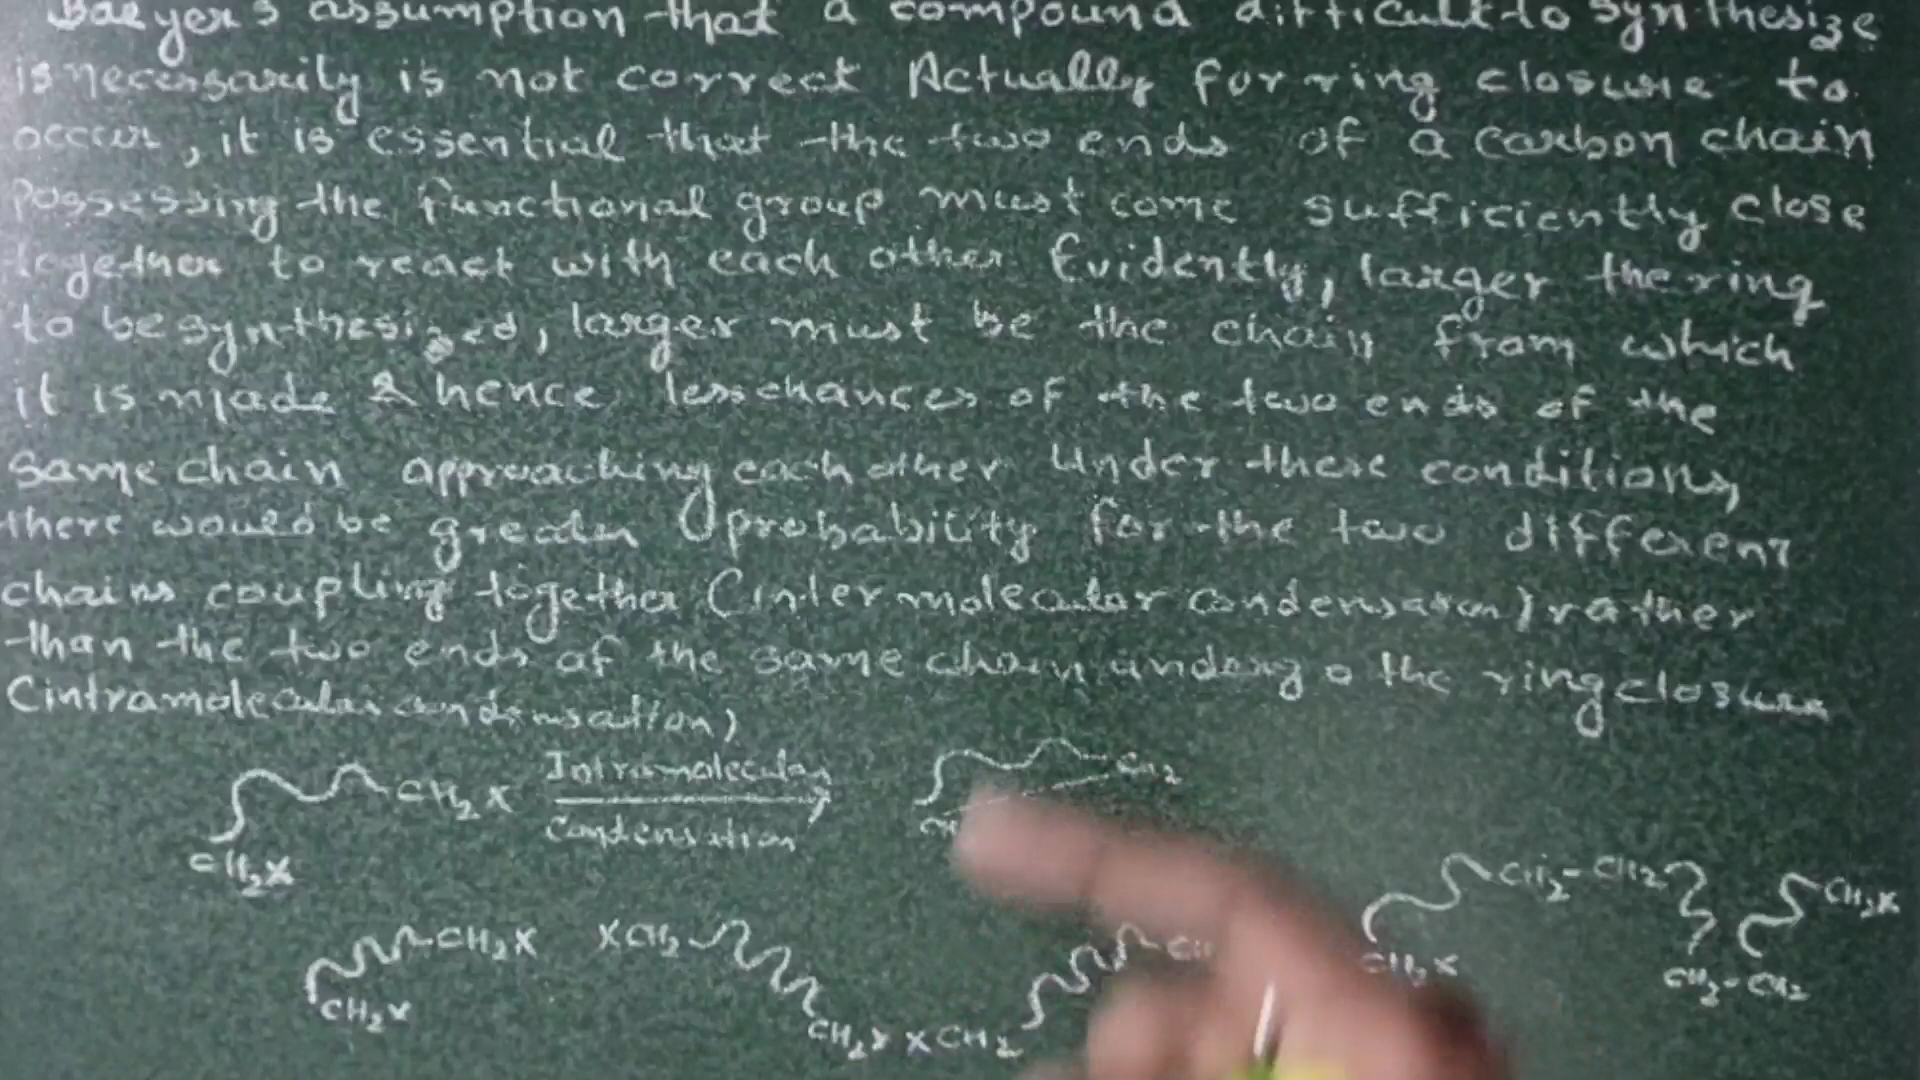 Baeyer's assumption that a compound difficult to synthesize
is necessarily is not correct Actually for ring closure to
occur, it is essential that the two ends of a carbon chain
possessing the functional group must come sufficiently close
together to react with each other Evidently, larger the ring
to be synthesized, larger must be the chain from which
it is made & hence less chances of the two ends of the
same chain approaching each other Under these conditions,
there would be greater probability for the two different
chains coupling together (intermolecular condensation) rather
than the two ends of the same chain undergo the ring closure
(intramolecular condensation)
CH2X Intramolecular CH2
Condensation
CH2X
CH2-CH2 CH2X
CH2X XCH2
CH2X CH2-CH2
CH2X
CH2X XCH2